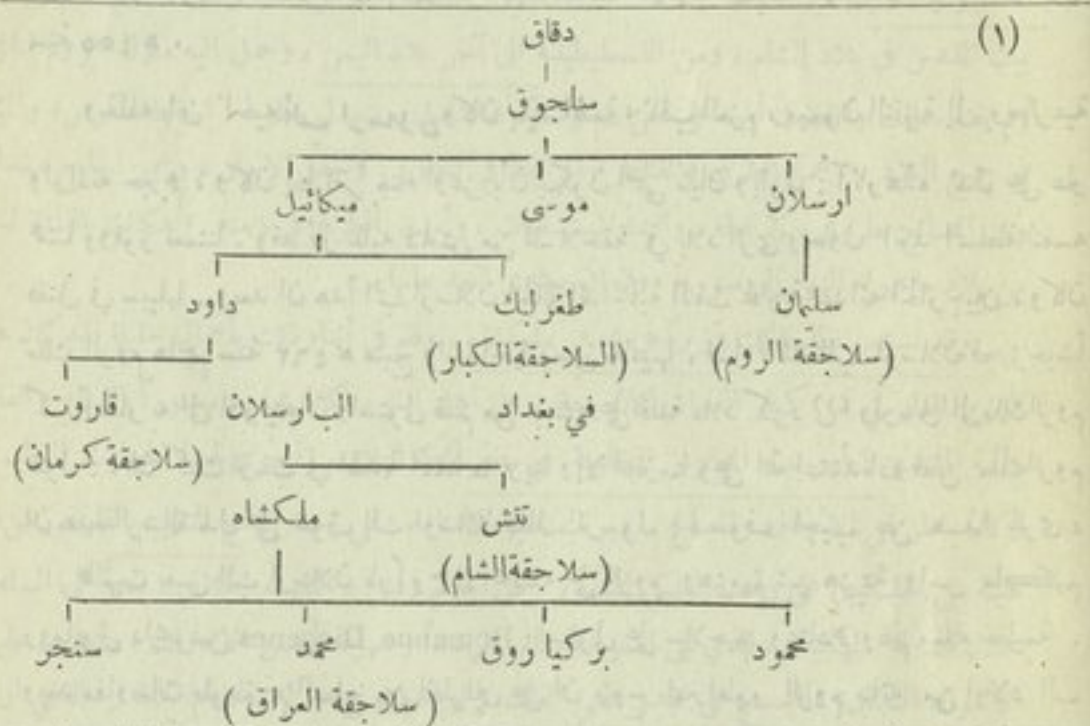 (١)
دقاق
سلجوق
ارسلان موسى ميكائيل
سليمان طغرلبك داود
(سلاجقة الروم) (السلاجقة الكبار)
في بغداد الب ارسلان قاروت
(سلاجقة كرمان)
تتش ملكشاه
(سلاجقة الشام)
محمود بركيا روق محمد سنجر
(سلاجقة العراق)